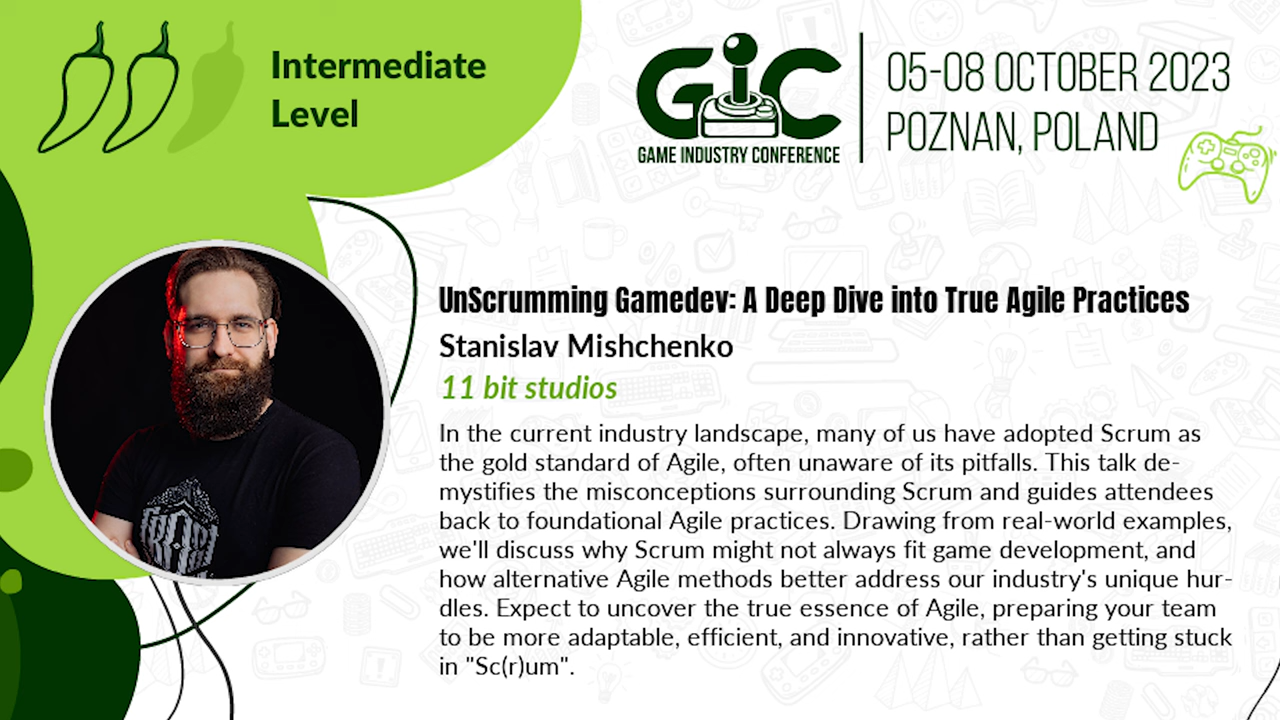 Intermediate
Level
GIC
GAME INDUSTRY CONFERENCE
05-08 OCTOBER 2023
POZNAN, POLAND
UnScrumming Gamedev: A Deep Dive into True Agile Practices
Stanislav Mishchenko
11 bit studios
In the current industry landscape, many of us have adopted Scrum as
the gold standard of Agile, often unaware of its pitfalls. This talk de-
mystifies the misconceptions surrounding Scrum and guides attendees
back to foundational Agile practices. Drawing from real-world examples,
we'll discuss why Scrum might not always fit game development, and
how alternative Agile methods better address our industry's unique hur-
dles. Expect to uncover the true essence of Agile, preparing your team
to be more adaptable, efficient, and innovative, rather than getting stuck
in "Sc(r)um".